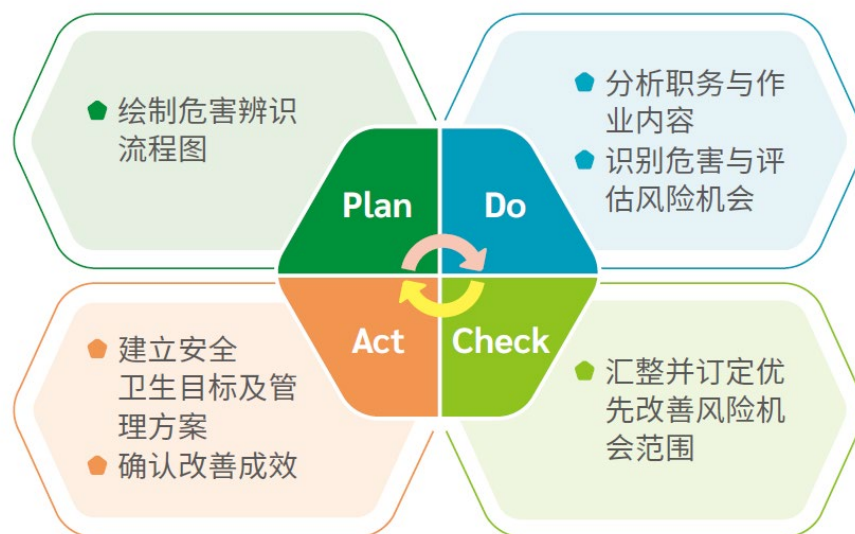 绘制危害辨识
流程图
分析职务与作
业内容
识别危害与评
估风险机会
Plan
Do
Act
Check
建立安全
卫生目标及管
理方案
确认改善成效
汇整并订定优
先改善风险机
会范围